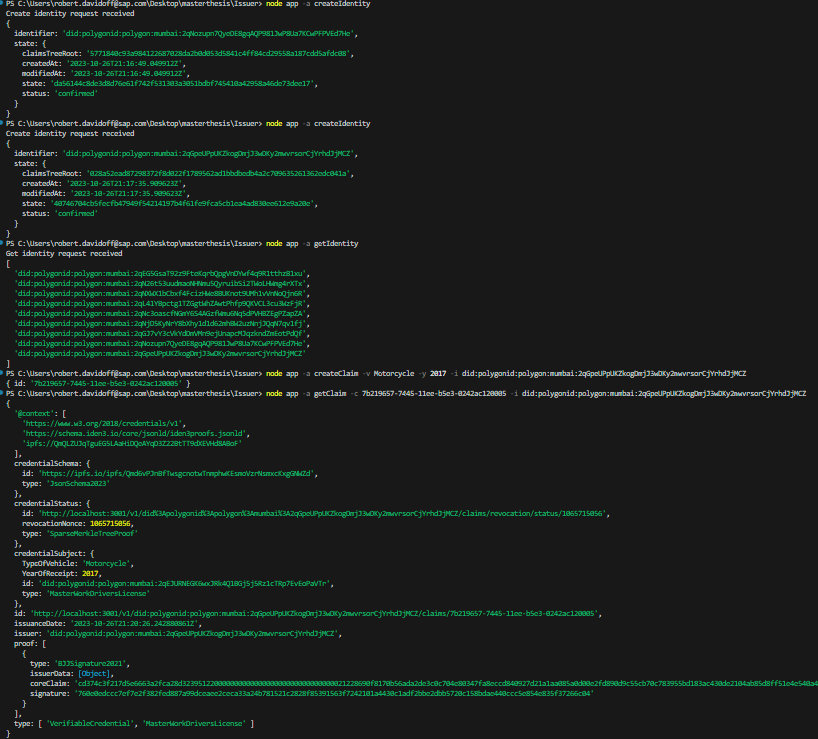 PS C:\Users\robert.davidoff@sap.com\Desktop\masterthesis\Issuer> node app -a createIdentity
Create identity request received
{
  identifier: 'did:polygonid:polygon:mumbai:2qNozupn7QyeDE8gqAQP981JwP8Ua7KCwPFPVEd7He',
  state: {
    claimsTreeRoot: '5771840c93a984122687028da2b0d053d5841c4ff84cd29558a187cdd5afdc08',
    createdAt: '2023-10-26T21:16:49.049912Z',
    modifiedAt: '2023-10-26T21:16:49.049912Z',
    state: 'da56144c8de3d8d76e61f742f531303a3051bdbf745410a42958a46de73dee17',
    status: 'confirmed'
  }
}
PS C:\Users\robert.davidoff@sap.com\Desktop\masterthesis\Issuer> node app -a createIdentity
Create identity request received
{
  identifier: 'did:polygonid:polygon:mumbai:2qGpeUPpUKZkogDmjJ3wDKy2mwvrsorCjYrhdJjMCZ',
  state: {
    claimsTreeRoot: '028a52ead87298372f8d022f1789562ad1bbdbedb4a2c709635261362edc041a',
    createdAt: '2023-10-26T21:17:35.909623Z',
    modifiedAt: '2023-10-26T21:17:35.909623Z',
    state: '40746704cb5fecfb47949f54214197b4f61fe9fca5cb1ea4ad830ee612e9a20e',
    status: 'confirmed'
  }
}
PS C:\Users\robert.davidoff@sap.com\Desktop\masterthesis\Issuer> node app -a getIdentity
Get identity request received
[
  'did:polygonid:polygon:mumbai:2qEG5GsaT92z9FteKqrbQpgVnDYwf4q9R1tthzB1xu',
  'did:polygonid:polygon:mumbai:2qN26t53uudmaoNHNmu5QyruibSi2TWoLHWmg4rXTx',
  'did:polygonid:polygon:mumbai:2qNXWX1bCbxf4FcizHWe8BUKnot9UMhlvVnNoQjn6R',
  'did:polygonid:polygon:mumbai:2qL41YBpctglTZGgtWhZAwtPhfp9QKVCL3cu3WzFjR',
  'did:polygonid:polygon:mumbai:2qNc3oascfNGmY6S4AGzfWmu6Nq5dPVHBZEgPZapZA',
  'did:polygonid:polygon:mumbai:2qNjD5KyNrY8bXhy1d1d62mhBW2uzNnjJQqN7qv1fj',
  'did:polygonid:polygon:mumbai:2qGJ7vY3cVkYdDmVMn9ejUnapcMJqzkndZmEotPdQf',
  'did:polygonid:polygon:mumbai:2qNozupn7QyeDE8gqAQP981JwP8Ua7KCwPFPVEd7He',
  'did:polygonid:polygon:mumbai:2qGpeUPpUKZkogDmjJ3wDKy2mwvrsorCjYrhdJjMCZ'
]
PS C:\Users\robert.davidoff@sap.com\Desktop\masterthesis\Issuer> node app -a createClaim -v Motorcycle -y 2017 -i did:polygonid:polygon:mumbai:2qGpeUPpUKZkogDmjJ3wDKy2mwvrsorCjYrhdJjMCZ
{ id: '7b219657-7445-11ee-b5e3-0242ac120005' }
PS C:\Users\robert.davidoff@sap.com\Desktop\masterthesis\Issuer> node app -a getClaim -c 7b219657-7445-11ee-b5e3-0242ac120005 -i did:polygonid:polygon:mumbai:2qGpeUPpUKZkogDmjJ3wDKy2mwvrsorCjYrhdJjMCZ
{
  '@context': [
    'https://www.w3.org/2018/credentials/v1',
    'https://schema.iden3.io/core/jsonld/iden3proofs.jsonld',
    'ipfs://QmQLZUJqTguEG5LAaHiDQeAYqD3Z22BtTT9dXEVHd8ABoF'
  ],
  credentialSchema: {
    id: 'https://ipfs.io/ipfs/Qmd6vPJnBfTwsgcnotwTnmphwKEsmoVzrNsmxcKxgGNWZd',
    type: 'JsonSchema2023'
  },
  credentialStatus: {
    id: 'http://localhost:3001/v1/did%3Apolygonid%3Apolygon%3Amumbai%3A2qGpeUPpUKZkogDmjJ3wDKy2mwvrsorCjYrhdJjMCZ/claims/revocation/status/1065715056',
    revocationNonce: 1065715056,
    type: 'SparseMerkleTreeProof'
  },
  credentialSubject: {
    TypeOfVehicle: 'Motorcycle',
    YearOfReceipt: 2017,
    id: 'did:polygonid:polygon:mumbai:2qEJURNEGK6wxJRk4Q18Gj5j5Rz1cTRp7EvEoPaVTr',
    type: 'MasterWorkDriversLicense'
  },
  id: 'http://localhost:3001/v1/did:polygonid:polygon:mumbai:2qGpeUPpUKZkogDmjJ3wDKy2mwvrsorCjYrhdJjMCZ/claims/7b219657-7445-11ee-b5e3-0242ac120005',
  issuanceDate: '2023-10-26T21:20:26.242880861Z',
  issuer: 'did:polygonid:polygon:mumbai:2qGpeUPpUKZkogDmjJ3wDKy2mwvrsorCjYrhdJjMCZ',
  proof: [
    {
      type: 'BJJSignature2021',
      issuerData: [Object],
      coreClaim:
      signature: '760e0edccc7ef7e2f382fed887a99dceaee2ceca33a24b781521c2828f85391563f7242101a4430c1adf2bbe2dbb5720c158bdae440ccc5e854e835f37266c04'
    }
  ],
  type: [ 'VerifiableCredential', 'MasterWorkDriversLicense' ]
}